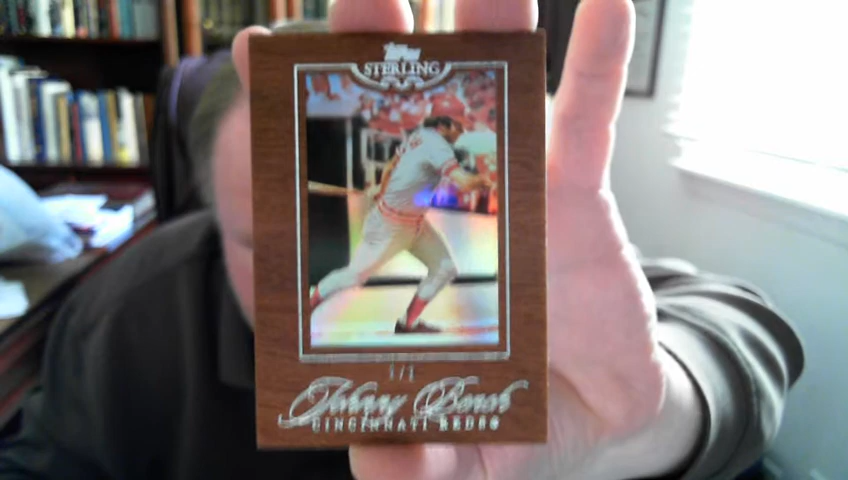 Topps
STERLING
1/1
Johnny Bench
CINCINNATI REDS®